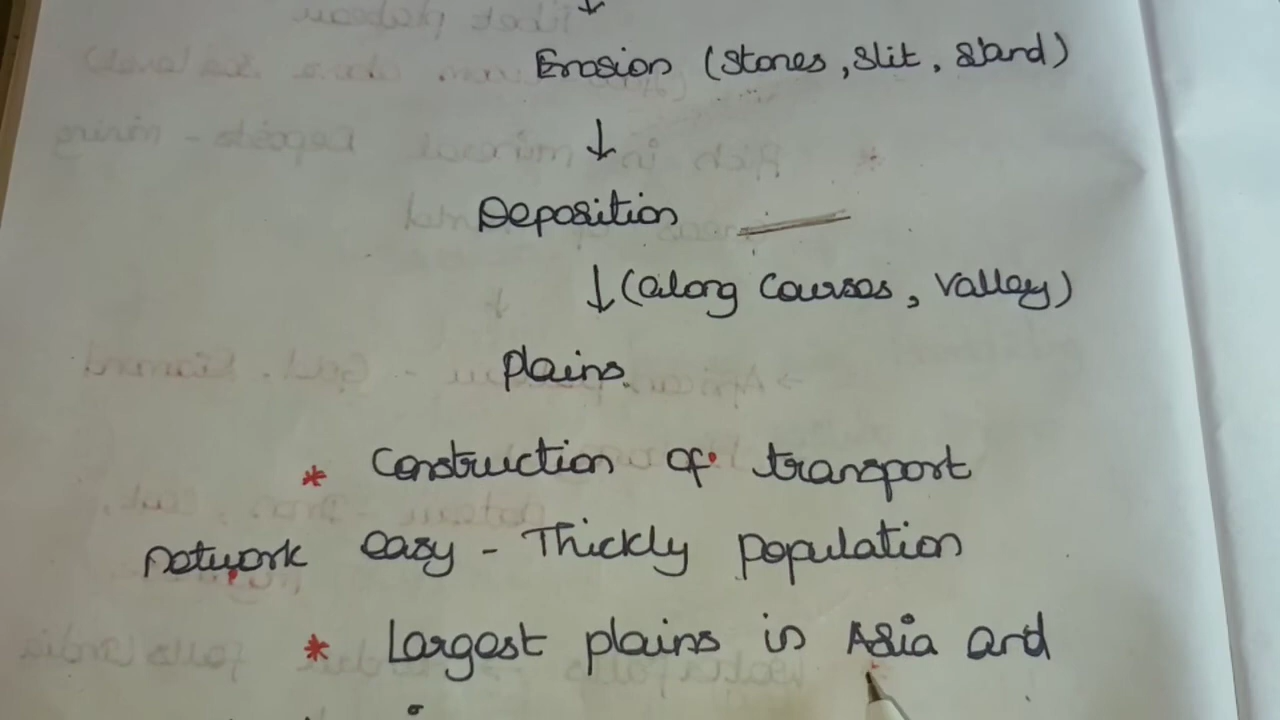 Erosion (Stones, Slit, Sand)
↓
Deposition
↓ (along courses, valley)
plains.
* Construction of transport
network easy - Thickly population
* Largest plains in Asia and